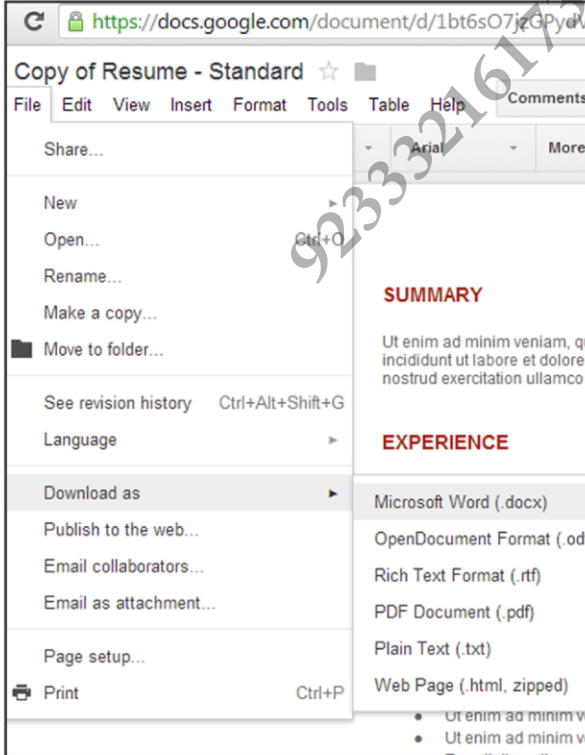 https://docs.google.com/document/d/1bt6sO7jzGPydV
Copy of Resume - Standard
File Edit View Insert Format Tools Table Help Comments
Share... Arial More
New
Open... Ctrl+O
Rename...
Make a copy...
Move to folder...
See revision history Ctrl+Alt+Shift+G
Language
Download as
Publish to the web...
Email collaborators...
Email as attachment...
Page setup...
Print Ctrl+P
SUMMARY
Ut enim ad minim veniam, qu
incididunt ut labore et dolore
nostrud exercitation ullamco
EXPERIENCE
Microsoft Word (.docx)
OpenDocument Format (.od
Rich Text Format (.rtf)
PDF Document (.pdf)
Plain Text (.txt)
Web Page (.html, zipped)
Ut enim ad minim v
Ut enim ad minim v